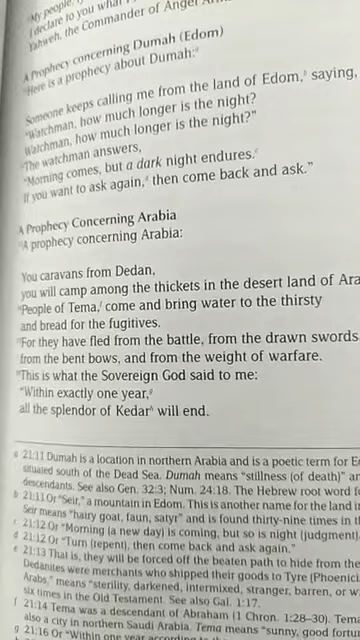 "My people,
I declare to you what I
Yahweh, the Commander of Angel Armies
A Prophecy concerning Dumah (Edom)
¹¹Here is a prophecy about Dumah:ᵃ
Someone keeps calling me from the land of Edom,ᵇ saying,
"Watchman, how much longer is the night?
Watchman, how much longer is the night?"
¹²The watchman answers,
"Morning comes, but a dark night endures.ᶜ
If you want to ask again,ᵈ then come back and ask."
A Prophecy Concerning Arabia
¹³A prophecy concerning Arabia:
You caravans from Dedan,
you will camp among the thickets in the desert land of Ara
¹⁴People of Tema,ᶠ come and bring water to the thirsty
and bread for the fugitives.
¹⁵For they have fled from the battle, from the drawn swords
from the bent bows, and from the weight of warfare.
¹⁶This is what the Sovereign God said to me:
"Within exactly one year,ᵍ
all the splendor of Kedarʰ will end.
a 21:11 Dumah is a location in northern Arabia and is a poetic term for E
situated south of the Dead Sea. Dumah means "stillness (of death)" an
descendants. See also Gen. 32:3; Num. 24:18. The Hebrew root word f
b 21:11 Or "Seir," a mountain in Edom. This is another name for the land i
Seir means "hairy goat, faun, satyr" and is found thirty-nine times in t
c 21:12 Or "Morning (a new day) is coming, but so is night (judgment).
d 21:12 Or "Turn (repent), then come back and ask again."
e 21:13 That is, they will be forced off the beaten path to hide from the
Dedanites were merchants who shipped their goods to Tyre (Phoenici
Arabs," means "sterile, darkened, intermixed, stranger, barren, or w
six times in the Old Testament. See also Gal. 1:17.
f 21:14 Tema was a descendant of Abraham (1 Chron. 1:28–30). Tem
also a city in northern Saudi Arabia. Tema means "sunny, good for
g 21:16 Or "Within one year according